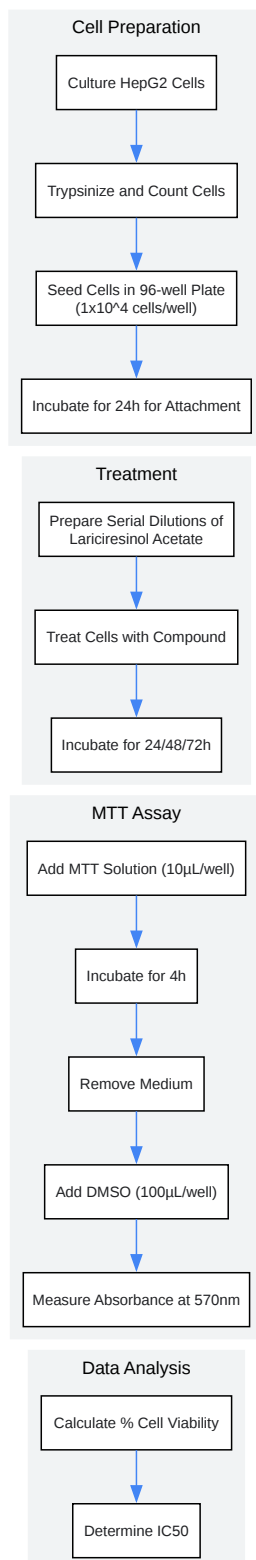 Cell Preparation
Culture HepG2 Cells
Trypsinize and Count Cells
Seed Cells in 96-well Plate
(1x10^4 cells/well)
Incubate for 24h for Attachment
Treatment
Prepare Serial Dilutions of
Lariciresinol Acetate
Treat Cells with Compound
Incubate for 24/48/72h
MTT Assay
Add MTT Solution (10µL/well)
Incubate for 4h
Remove Medium
Add DMSO (100µL/well)
Measure Absorbance at 570nm
Data Analysis
Calculate % Cell Viability
Determine IC50